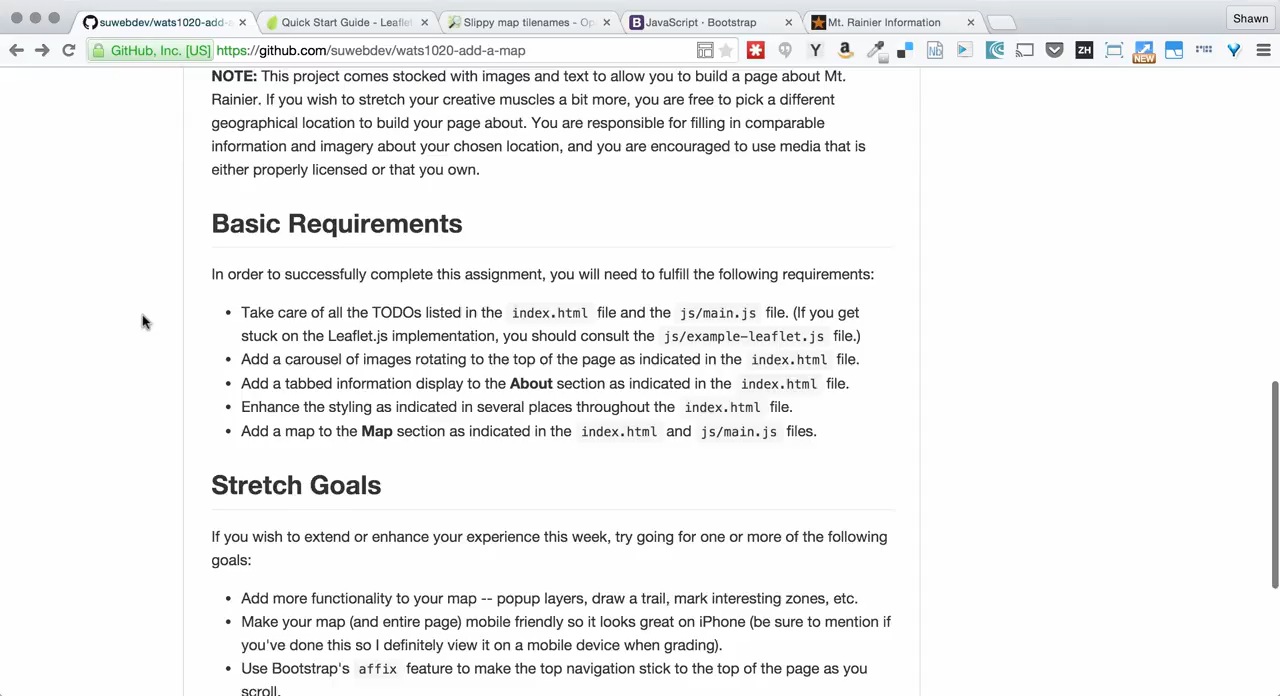 suwebdev/wats1020-add-a
Quick Start Guide - Leaflet
Slippy map tilenames - Op
JavaScript · Bootstrap
Mt. Rainier Information
Shawn
GitHub, Inc. [US] https://github.com/suwebdev/wats1020-add-a-map
NOTE: This project comes stocked with images and text to allow you to build a page about Mt.
Rainier. If you wish to stretch your creative muscles a bit more, you are free to pick a different
geographical location to build your page about. You are responsible for filling in comparable
information and imagery about your chosen location, and you are encouraged to use media that is
either properly licensed or that you own.
Basic Requirements
In order to successfully complete this assignment, you will need to fulfill the following requirements:
• Take care of all the TODOs listed in the index.html file and the js/main.js file. (If you get
stuck on the Leaflet.js implementation, you should consult the js/example-leaflet.js file.)
• Add a carousel of images rotating to the top of the page as indicated in the index.html file.
• Add a tabbed information display to the About section as indicated in the index.html file.
• Enhance the styling as indicated in several places throughout the index.html file.
• Add a map to the Map section as indicated in the index.html and js/main.js files.
Stretch Goals
If you wish to extend or enhance your experience this week, try going for one or more of the following
goals:
• Add more functionality to your map -- popup layers, draw a trail, mark interesting zones, etc.
• Make your map (and entire page) mobile friendly so it looks great on iPhone (be sure to mention if
you've done this so I definitely view it on a mobile device when grading).
• Use Bootstrap's affix feature to make the top navigation stick to the top of the page as you
scroll.